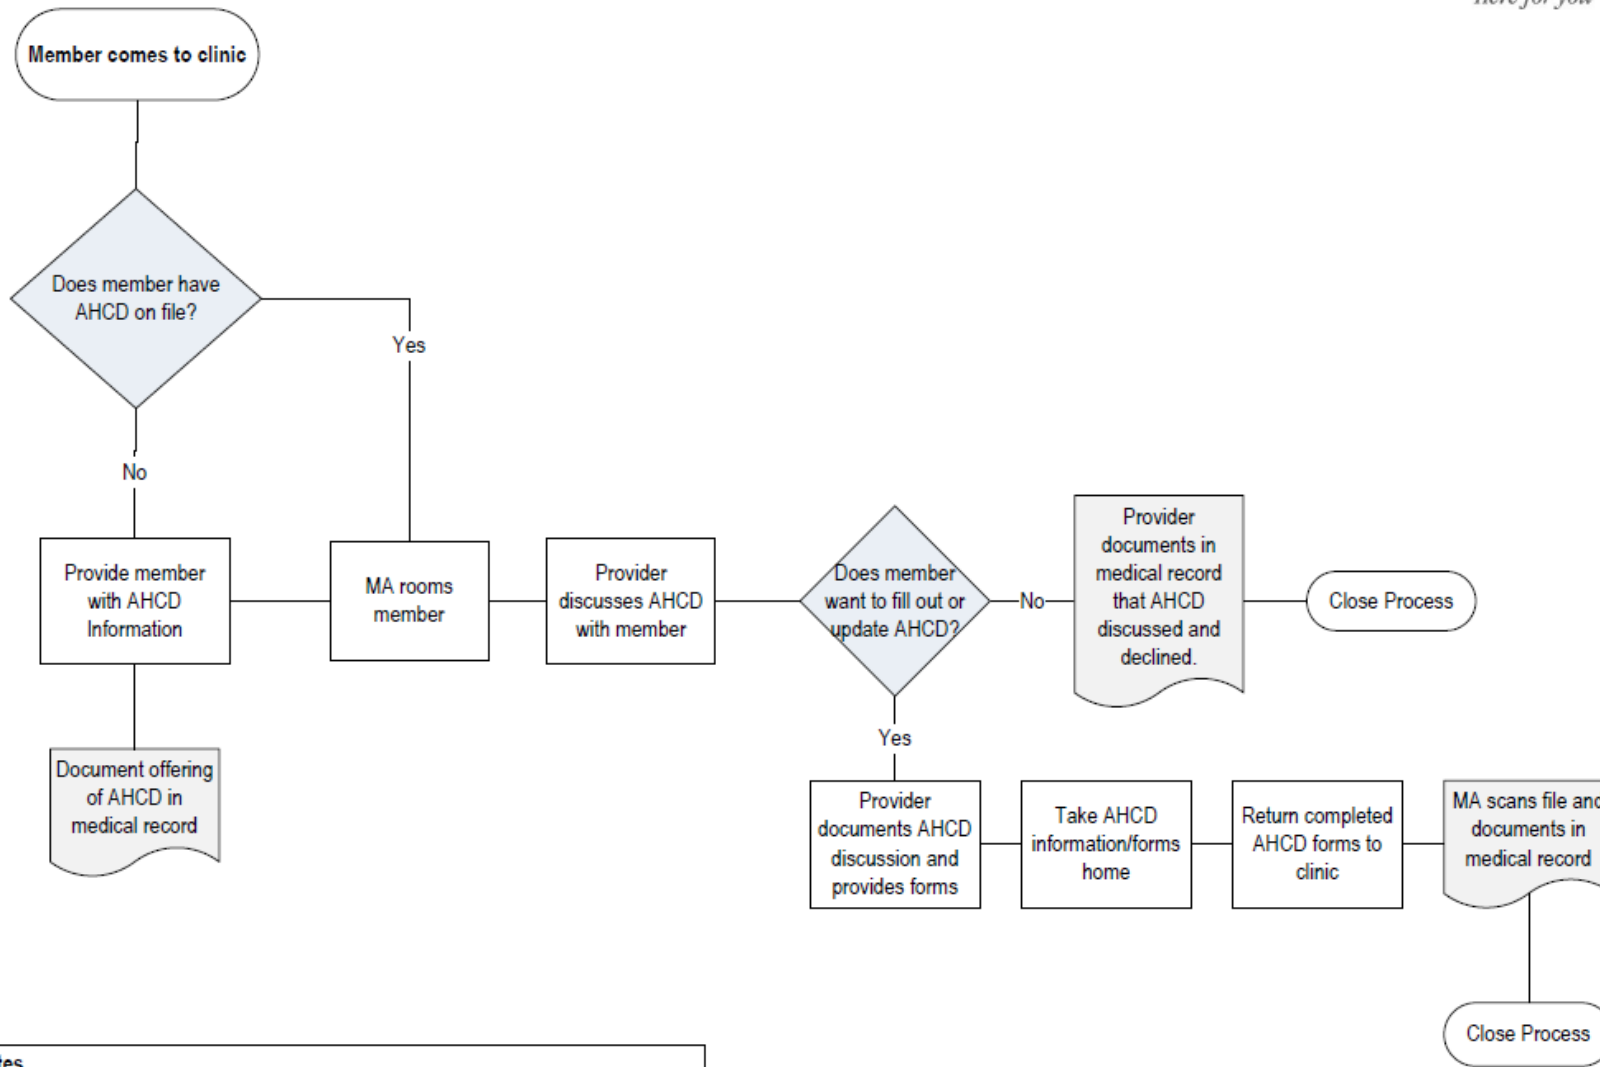 Here for you
Member comes to clinic
Does member have
AHCD on file?
Yes
No
Provide member
with AHCD
Information
MA rooms
member
Provider
discusses AHCD
with member
Does member
want to fill out or
update AHCD?
No
Provider
documents in
medical record
that AHCD
discussed and
declined.
Close Process
Yes
Document offering
of AHCD in
medical record
Provider
documents AHCD
discussion and
provides forms
Take AHCD
information/forms
home
Return completed
AHCD forms to
clinic
MA scans file and
documents in
medical record
Close Process